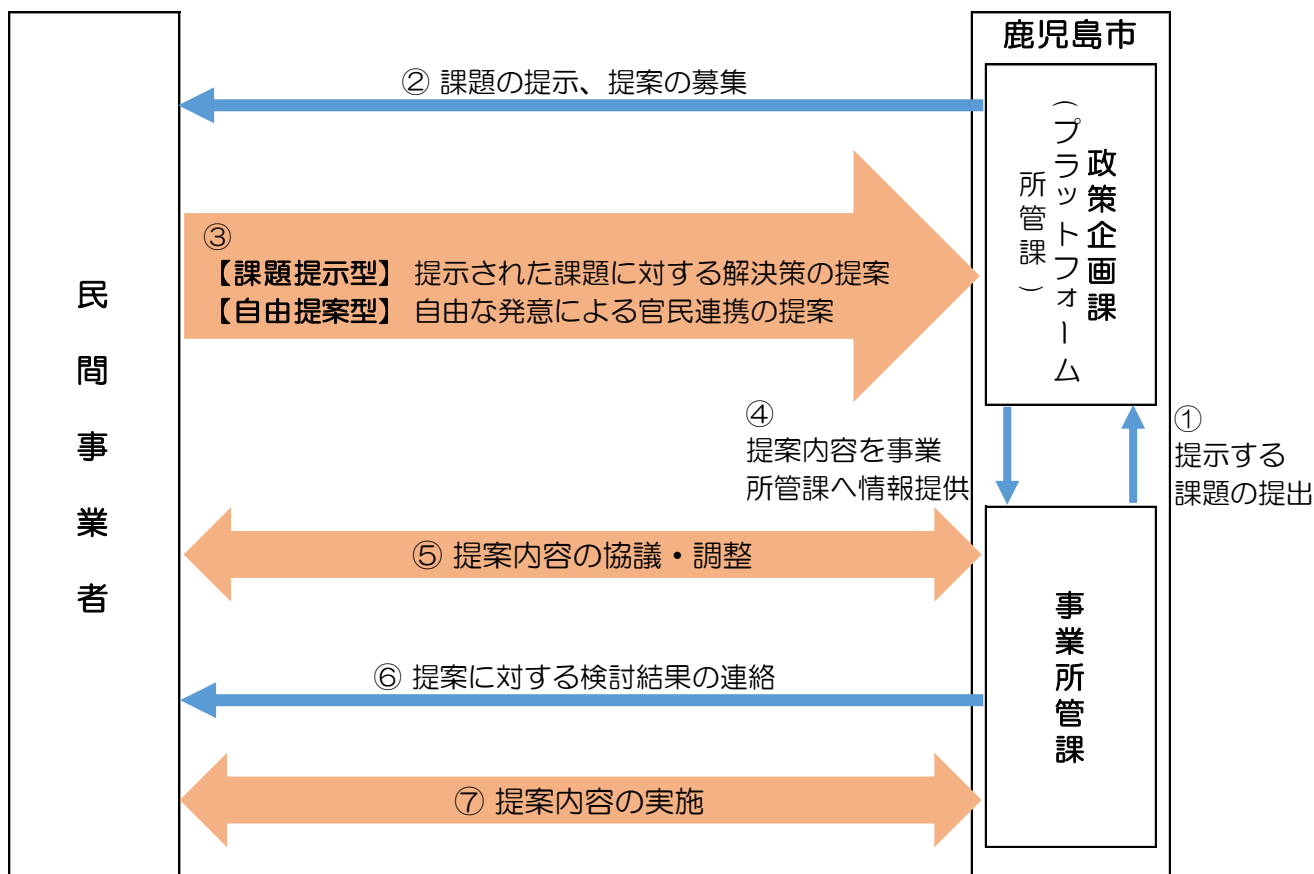 鹿児島市
② 課題の提示、提案の募集
政策企画課
（プラットフォーム
所管課）
③
【課題提示型】 提示された課題に対する解決策の提案
【自由提案型】 自由な発意による官民連携の提案
民間事業者
④
提案内容を事業
所管課へ情報提供
①
提示する
課題の提出
⑤ 提案内容の協議・調整
事業所管課
⑥ 提案に対する検討結果の連絡
⑦ 提案内容の実施